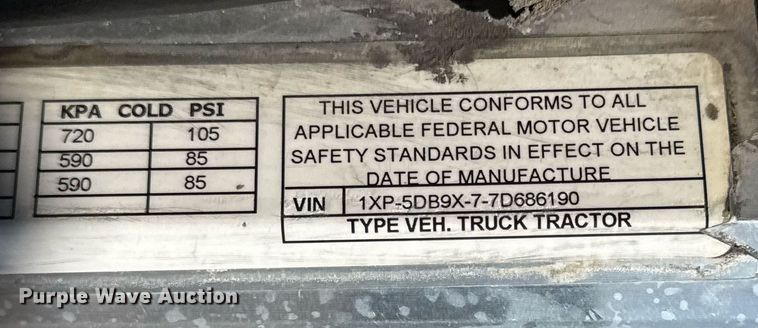 KPA COLD PSI
720 105
590 85
590 85
THIS VEHICLE CONFORMS TO ALL
APPLICABLE FEDERAL MOTOR VEHICLE
SAFETY STANDARDS IN EFFECT ON THE
DATE OF MANUFACTURE
VIN 1XP-5DB9X-7-7D686190
TYPE VEH. TRUCK TRACTOR
Purple Wave Auction